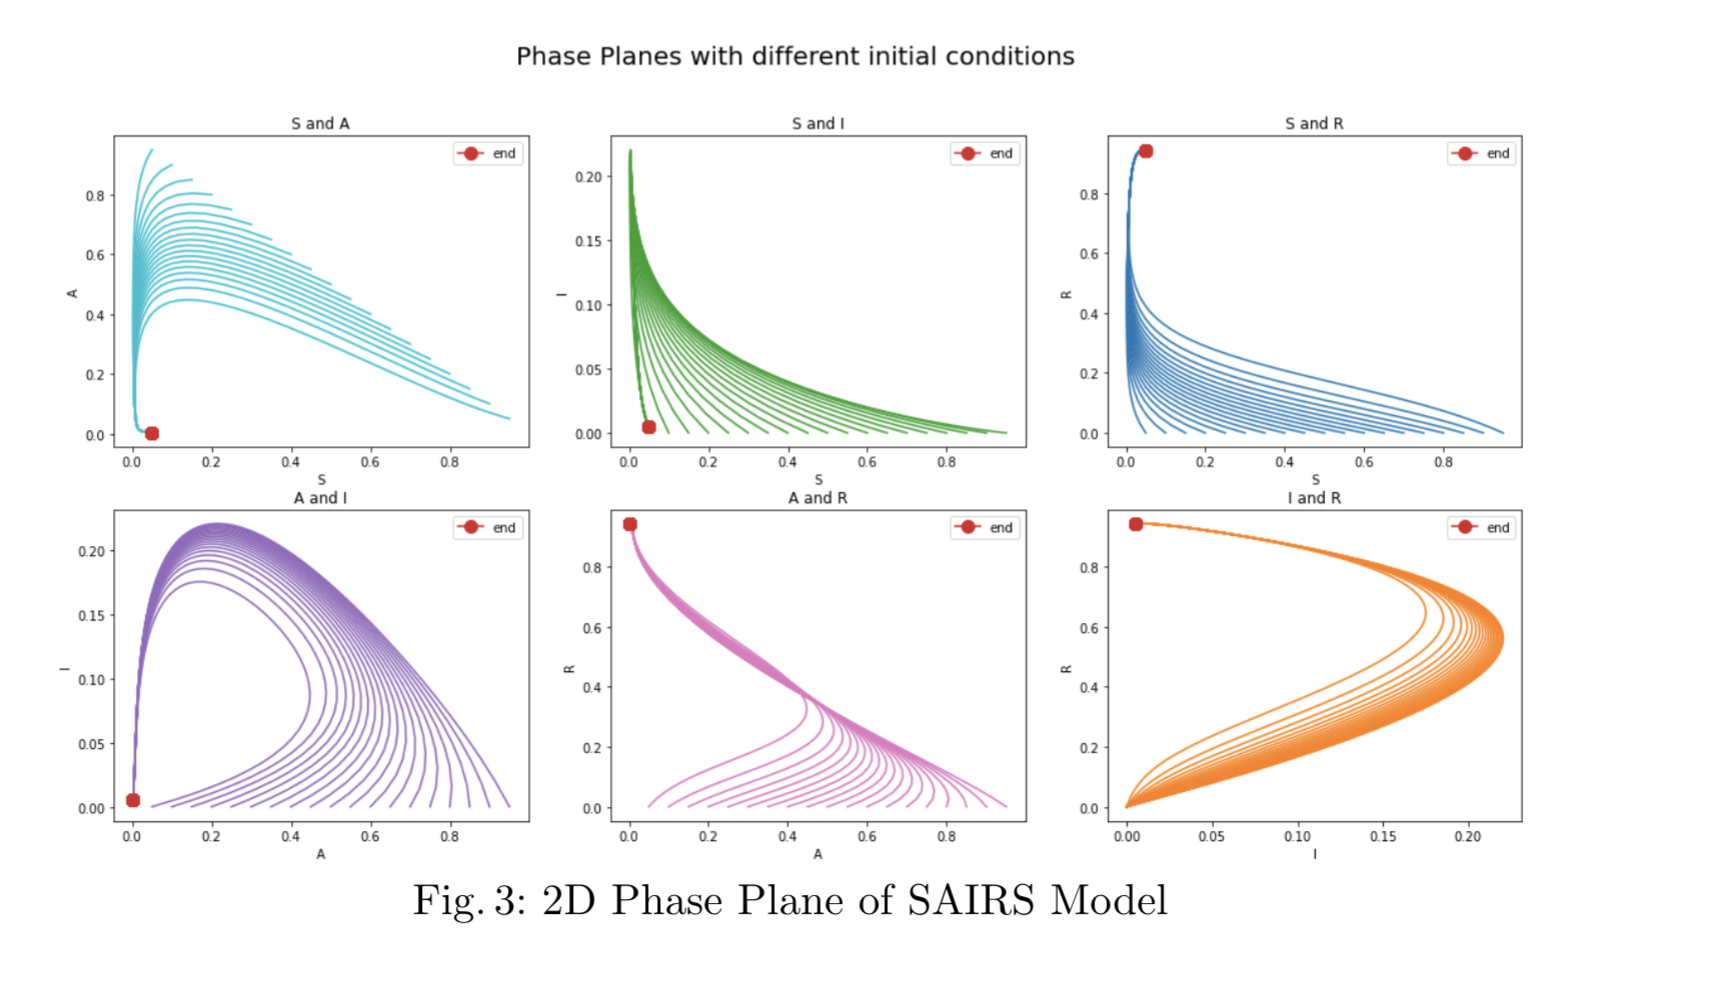 Phase Planes with different initial conditions
S and A
end
A
0.8
0.6
0.4
0.2
0.0
0.0 0.2 0.4 0.6 0.8
S
S and I
end
I
0.20
0.15
0.10
0.05
0.00
0.0 0.2 0.4 0.6 0.8
S
S and R
end
R
0.8
0.6
0.4
0.2
0.0
0.0 0.2 0.4 0.6 0.8
S
A and I
end
I
0.20
0.15
0.10
0.05
0.00
0.0 0.2 0.4 0.6 0.8
A
A and R
end
R
0.8
0.6
0.4
0.2
0.0
0.0 0.2 0.4 0.6 0.8
A
I and R
end
R
0.8
0.6
0.4
0.2
0.0
0.00 0.05 0.10 0.15 0.20
I
Fig. 3: 2D Phase Plane of SAIRS Model